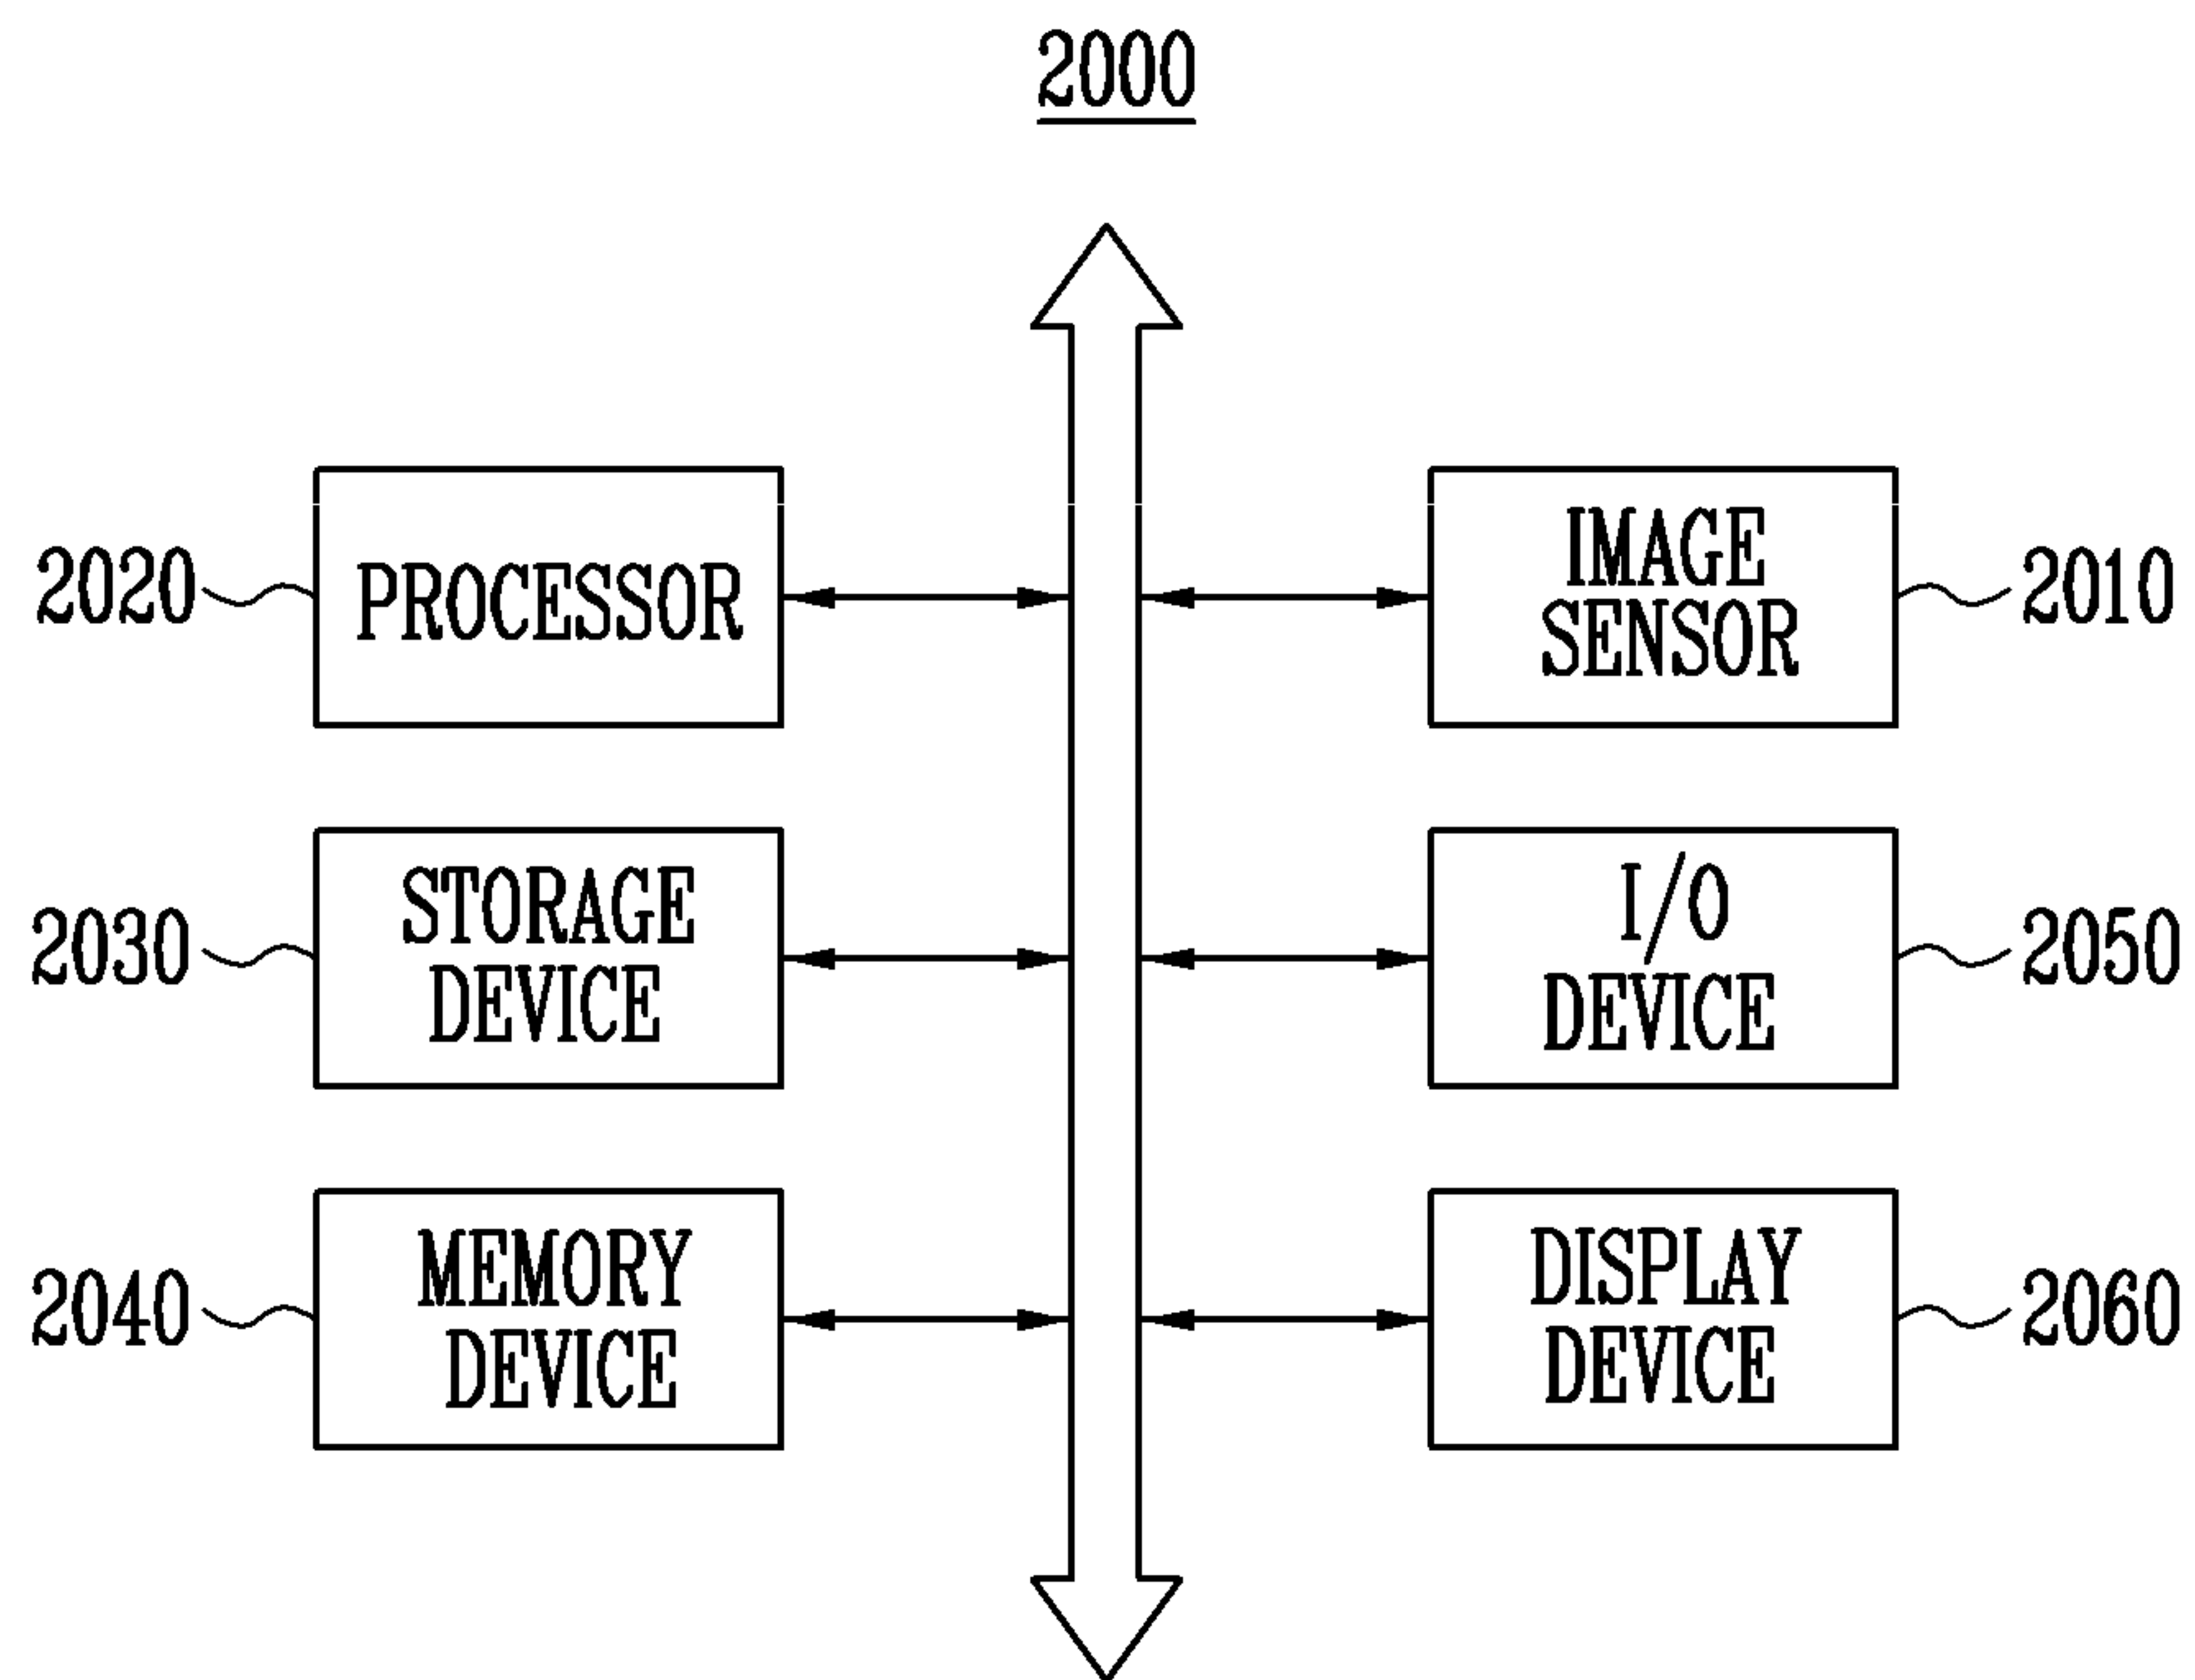 2000
2020
PROCESSOR
IMAGE
SENSOR
2010
2030
STORAGE
DEVICE
I/O
DEVICE
2050
2040
MEMORY
DEVICE
DISPLAY
DEVICE
2060